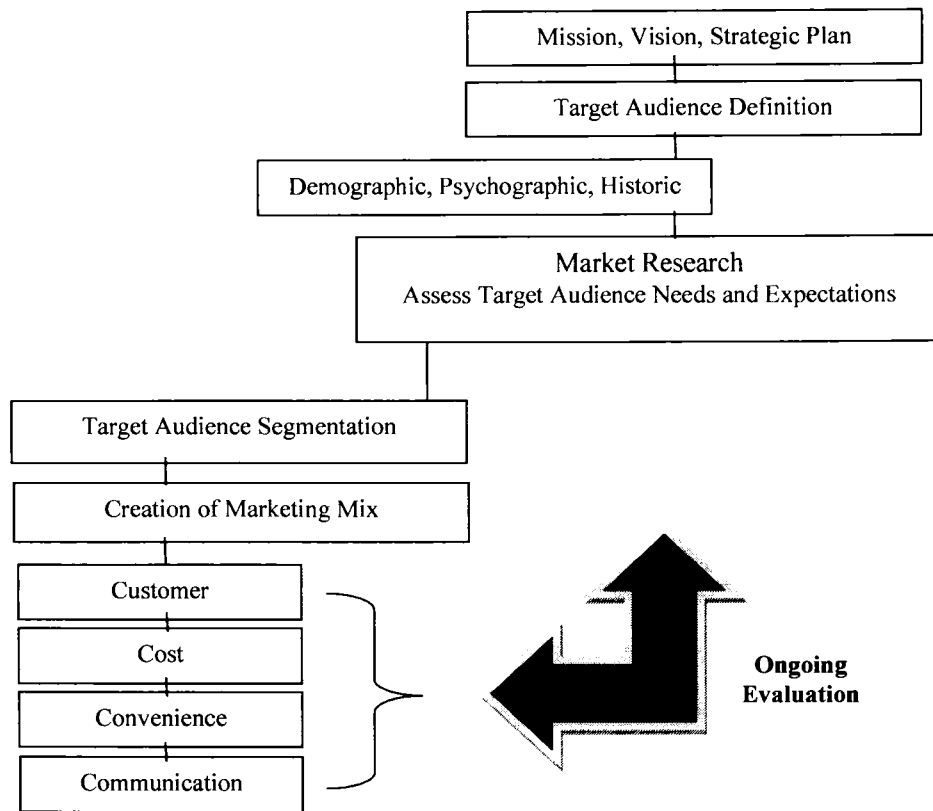 Mission, Vision, Strategic Plan
Target Audience Definition
Demographic, Psychographic, Historic
Market Research
Assess Target Audience Needs and Expectations
Target Audience Segmentation
Creation of Marketing Mix
Customer
Cost
Convenience
Communication
Ongoing
Evaluation